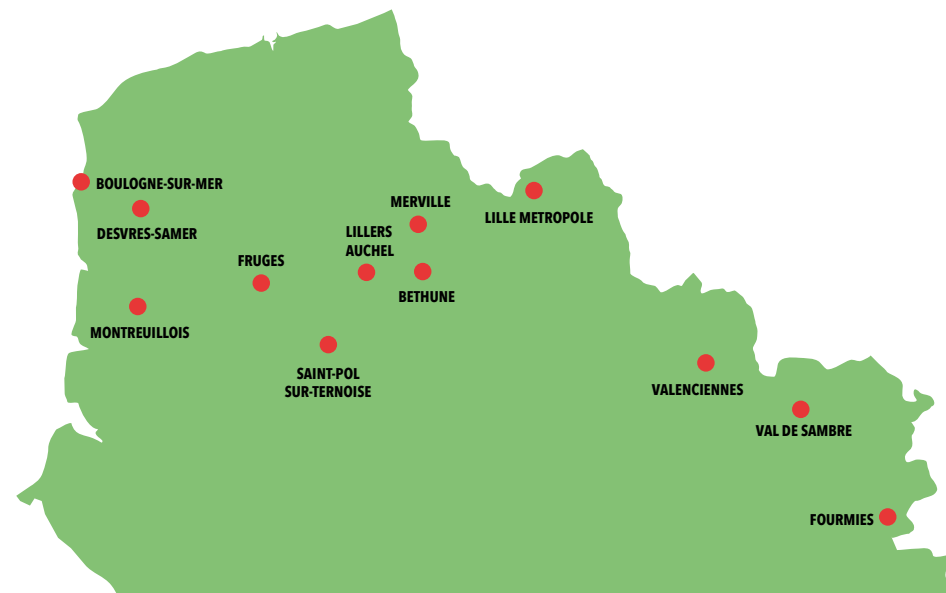 BOULOGNE-SUR-MER
DESVRES-SAMER
MERVILLE
LILLE METROPOLE
LILLERS
AUCHEL
FRUGES
BETHUNE
MONTREUILLOIS
SAINT-POL
SUR-TERNOISE
VALENCIENNES
VAL DE SAMBRE
FOURMIES